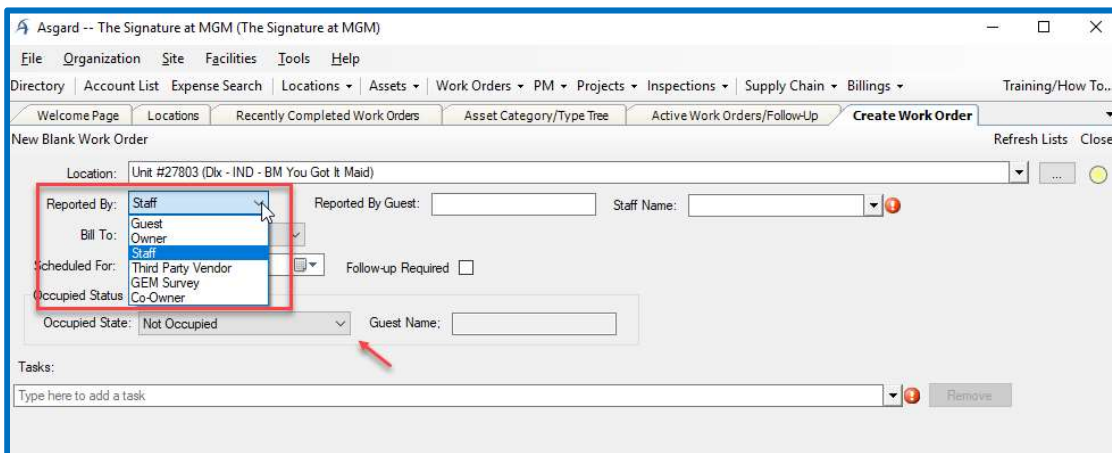 Asgard -- The Signature at MGM (The Signature at MGM)
File Organization Site Facilities Tools Help
Directory Account List Expense Search Locations Assets Work Orders PM Projects Inspections Supply Chain Billings Training/How To...
Welcome Page Locations Recently Completed Work Orders Asset Category/Type Tree Active Work Orders/Follow-Up Create Work Order
New Blank Work Order Refresh Lists Close
Location: Unit #27803 (Dlx - IND - BM You Got It Maid) ...
Reported By: Staff Reported By Guest: Staff Name:
Guest
Bill To: Owner
Staff
Scheduled For: Third Party Vendor Follow-up Required
GEM Survey
Occupied Status Co-Owner
Occupied State: Not Occupied Guest Name;
Tasks:
Type here to add a task Remove